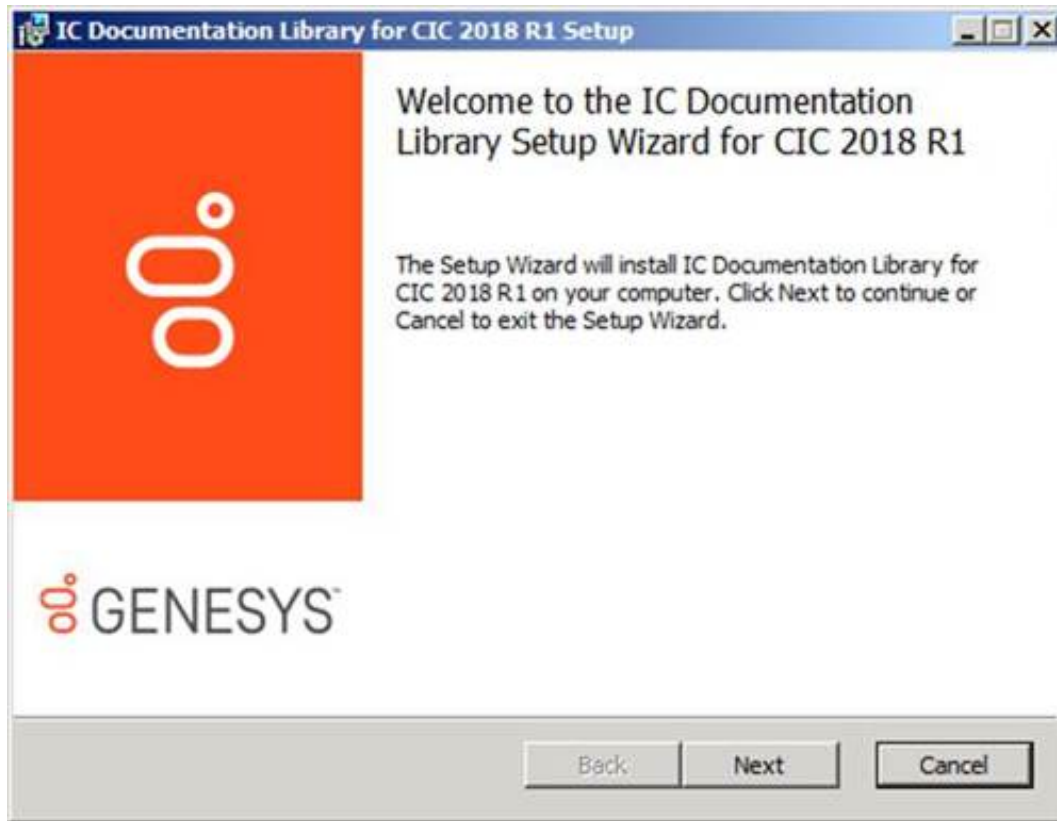 IC Documentation Library for CIC 2018 R1 Setup
Welcome to the IC Documentation
Library Setup Wizard for CIC 2018 R1
The Setup Wizard will install IC Documentation Library for
CIC 2018 R1 on your computer. Click Next to continue or
Cancel to exit the Setup Wizard.
GENESYS™
Back Next Cancel